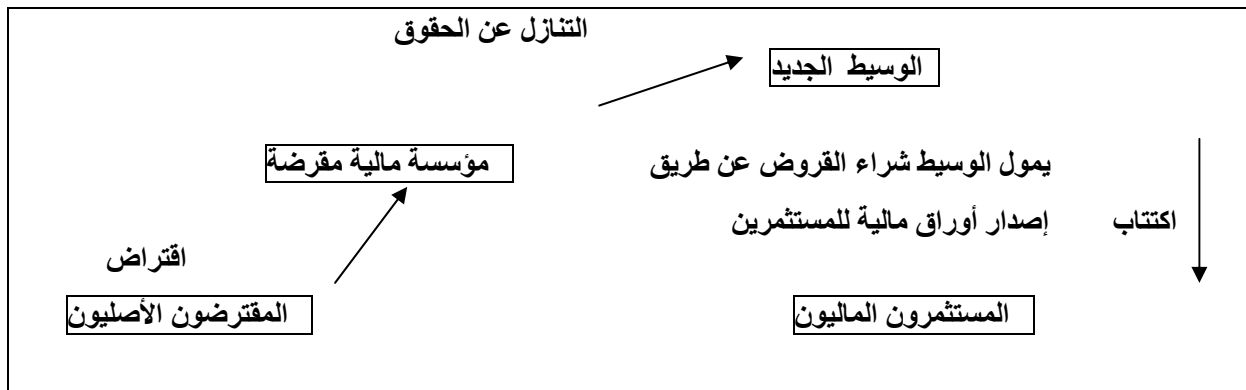 التنازل عن الحقوق
الوسيط الجديد
مؤسسة مالية مقرضة
يمول الوسيط شراء القروض عن طريق
اكتتاب
إصدار أوراق مالية للمستثمرين
اقتراض
المقترضون الأصليون
المستثمرون الماليون